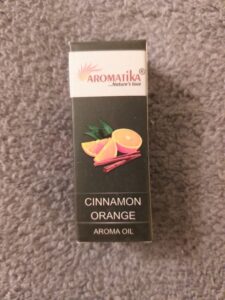 AROMATIKA®
...Nature's love
CINNAMON
ORANGE
AROMA OIL